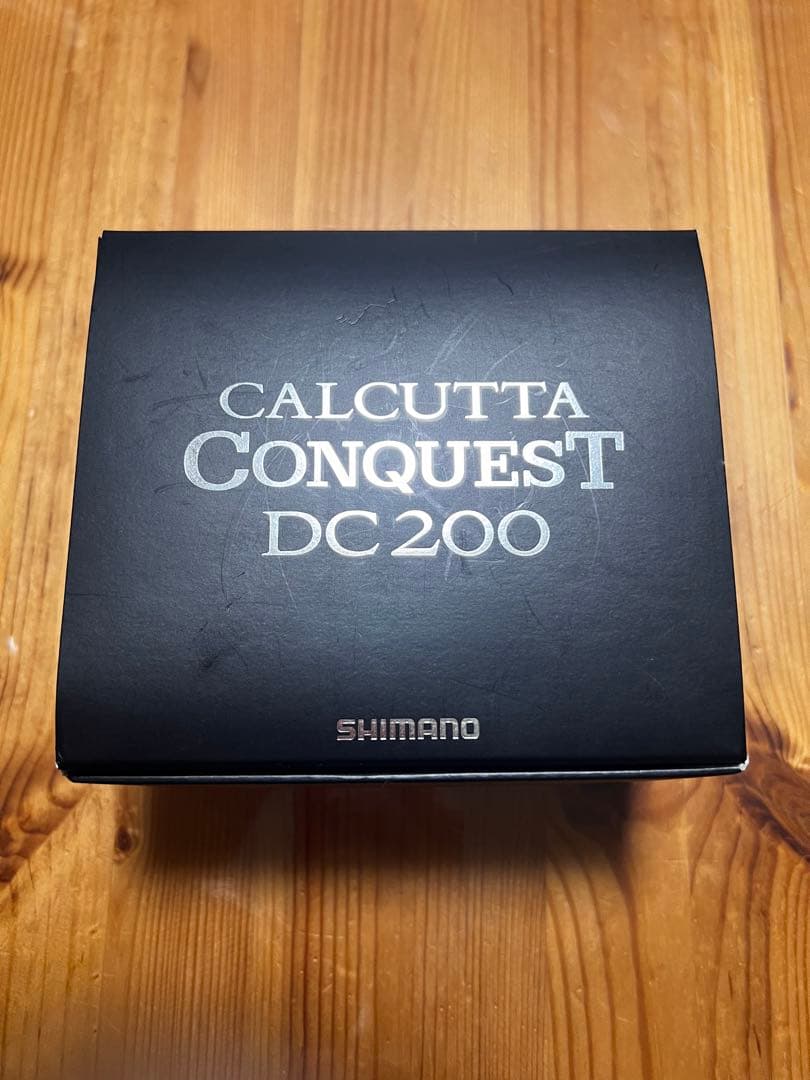 CALCUTTA
CONQUEST
DC 200
SHIMANO